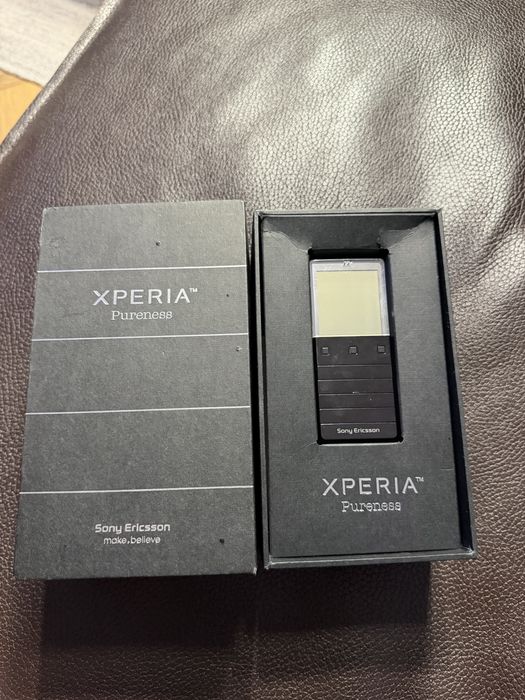 XPERIA™
Pureness
Sony Ericsson
make.believe
Sony Ericsson
XPERIA™
Pureness